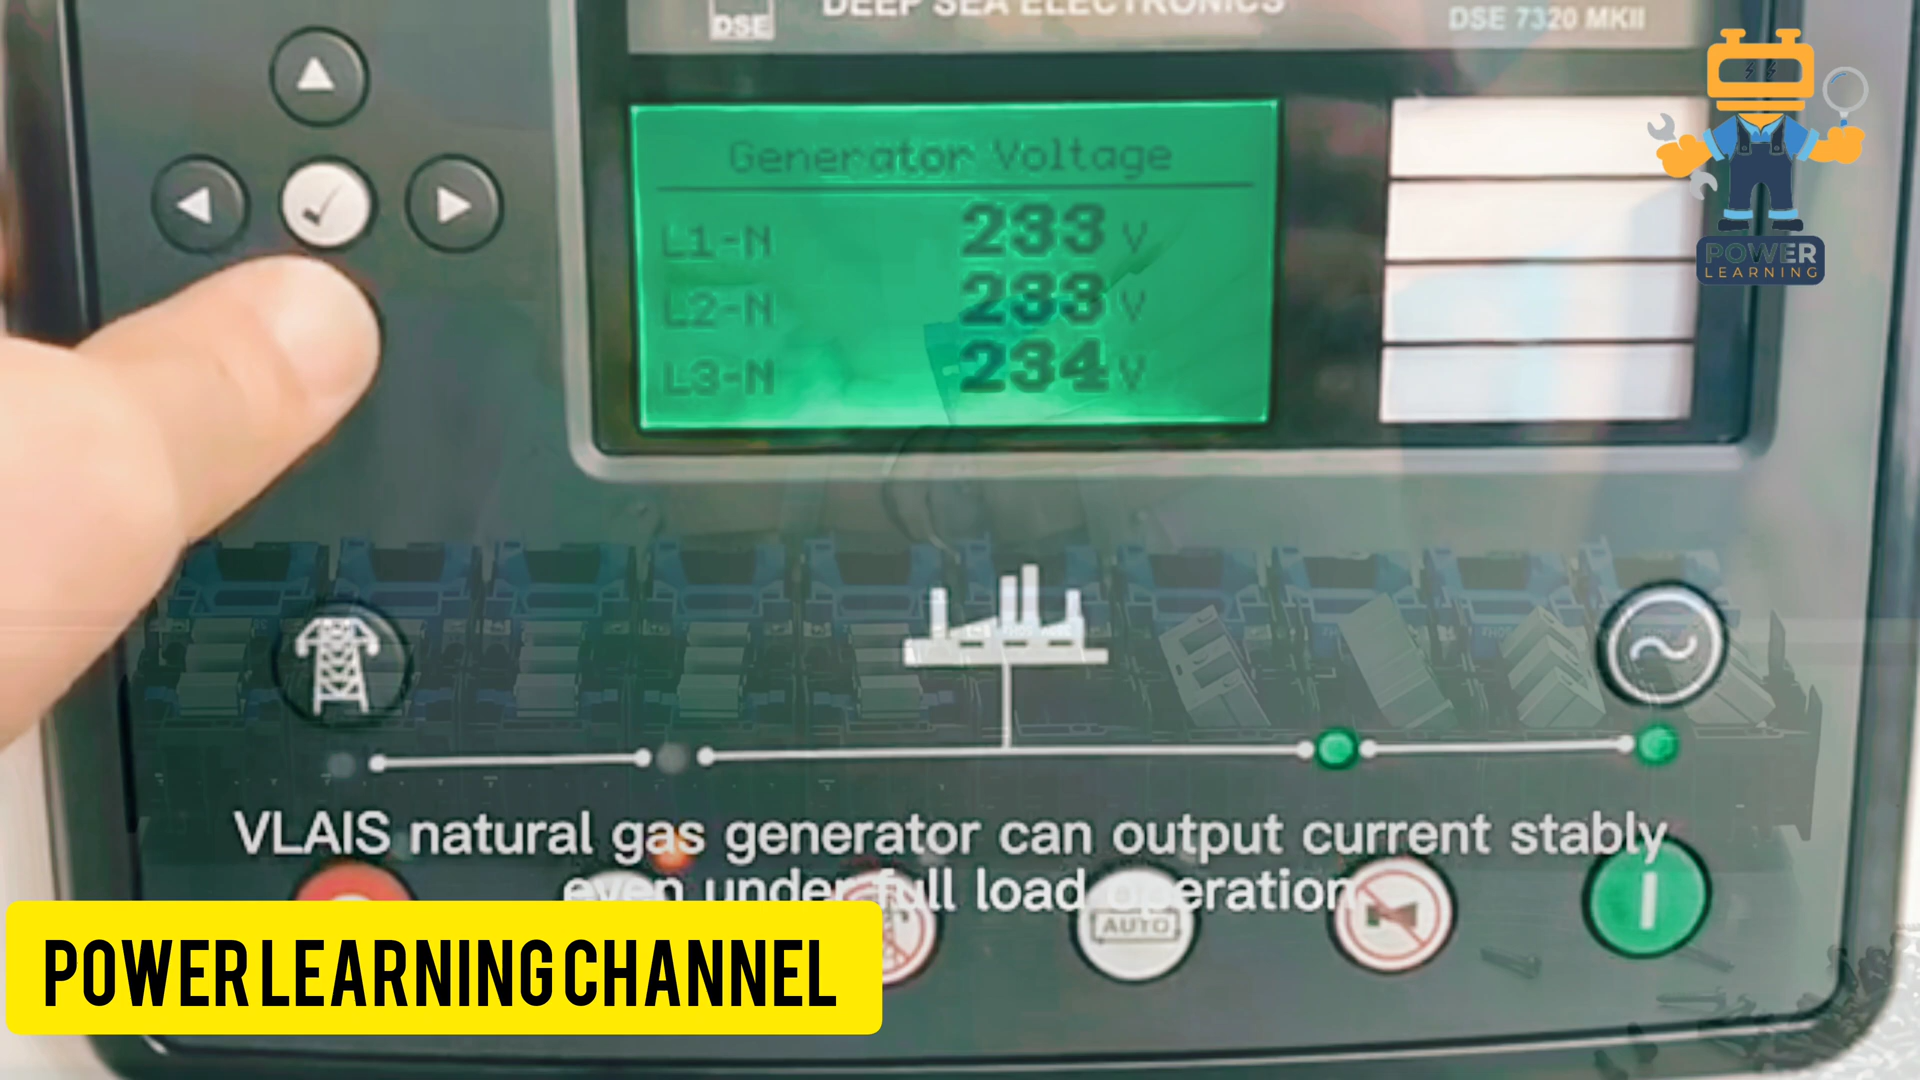 DSE
DEEP SEA ELECTRONICS
DSE 7320 MKII
Generator Voltage
L1-N 233 V
L2-N 233 V
L3-N 234 V
POWER
LEARNING
VLAIS natural gas generator can output current stably
even under full load operation
AUTO
POWER LEARNING CHANNEL